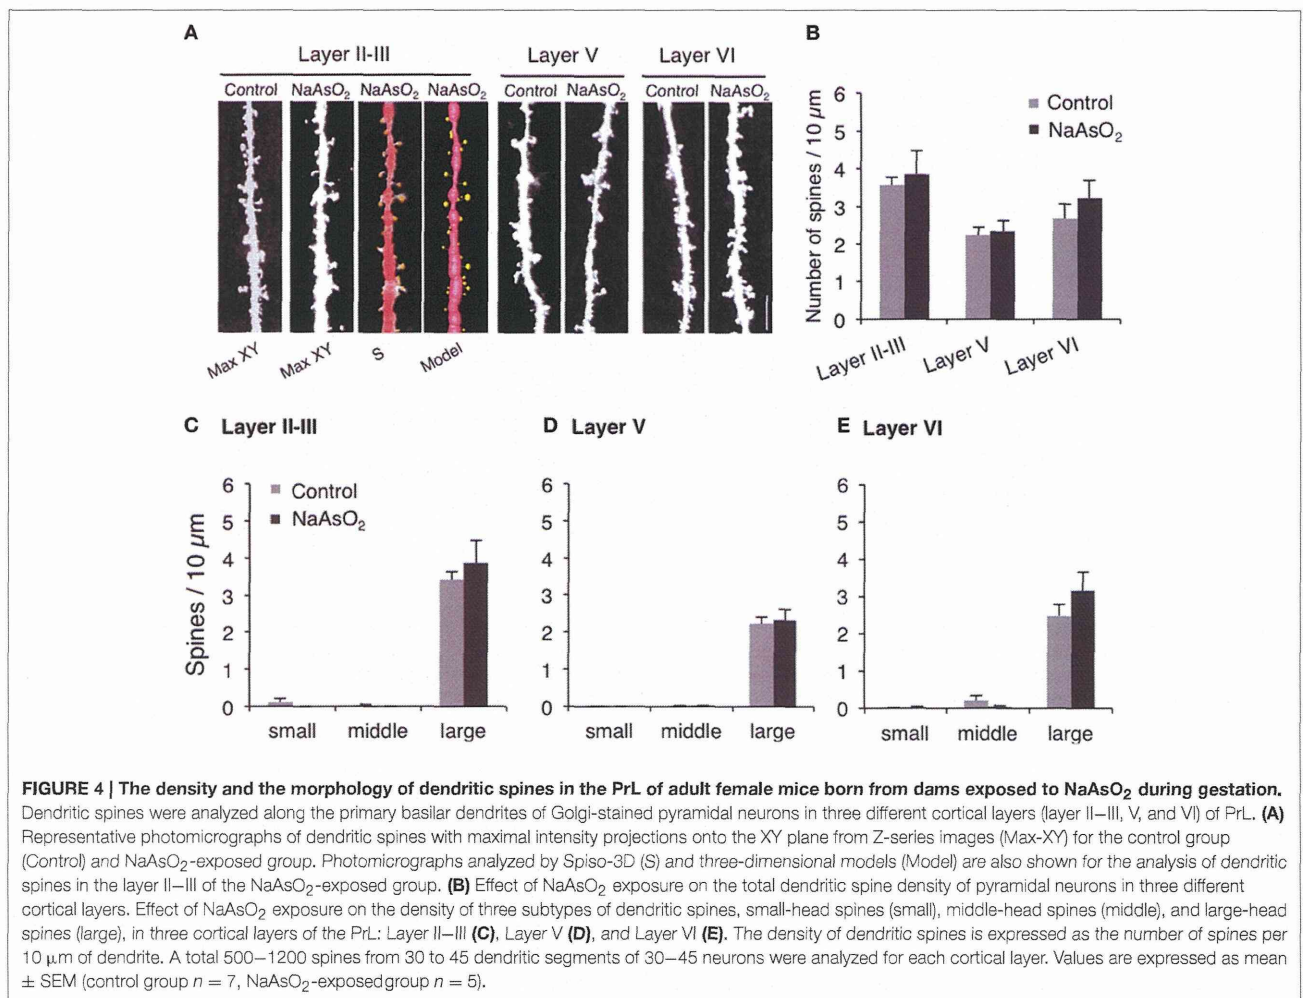 A
Layer II-III
Layer V
Layer VI
Control NaAsO₂ NaAsO₂ NaAsO₂ Control NaAsO₂ Control NaAsO₂
Max XY Max XY S Model
B
Number of spines / 10 μm
6
5
4
3
2
1
0
Control
NaAsO₂
Layer II-III Layer V Layer VI
C Layer II-III
Spines / 10 μm
6
5
4
3
2
1
0
Control
NaAsO₂
small middle large
D Layer V
6
5
4
3
2
1
0
small middle large
E Layer VI
6
5
4
3
2
1
0
small middle large
FIGURE 4 | The density and the morphology of dendritic spines in the PrL of adult female mice born from dams exposed to NaAsO₂ during gestation.
Dendritic spines were analyzed along the primary basilar dendrites of Golgi-stained pyramidal neurons in three different cortical layers (layer II–III, V, and VI) of PrL. (A)
Representative photomicrographs of dendritic spines with maximal intensity projections onto the XY plane from Z-series images (Max-XY) for the control group
(Control) and NaAsO₂-exposed group. Photomicrographs analyzed by Spiso-3D (S) and three-dimensional models (Model) are also shown for the analysis of dendritic
spines in the layer II–III of the NaAsO₂-exposed group. (B) Effect of NaAsO₂ exposure on the total dendritic spine density of pyramidal neurons in three different
cortical layers. Effect of NaAsO₂ exposure on the density of three subtypes of dendritic spines, small-head spines (small), middle-head spines (middle), and large-head
spines (large), in three cortical layers of the PrL: Layer II–III (C), Layer V (D), and Layer VI (E). The density of dendritic spines is expressed as the number of spines per
10 μm of dendrite. A total 500–1200 spines from 30 to 45 dendritic segments of 30–45 neurons were analyzed for each cortical layer. Values are expressed as mean
± SEM (control group n = 7, NaAsO₂-exposed group n = 5).